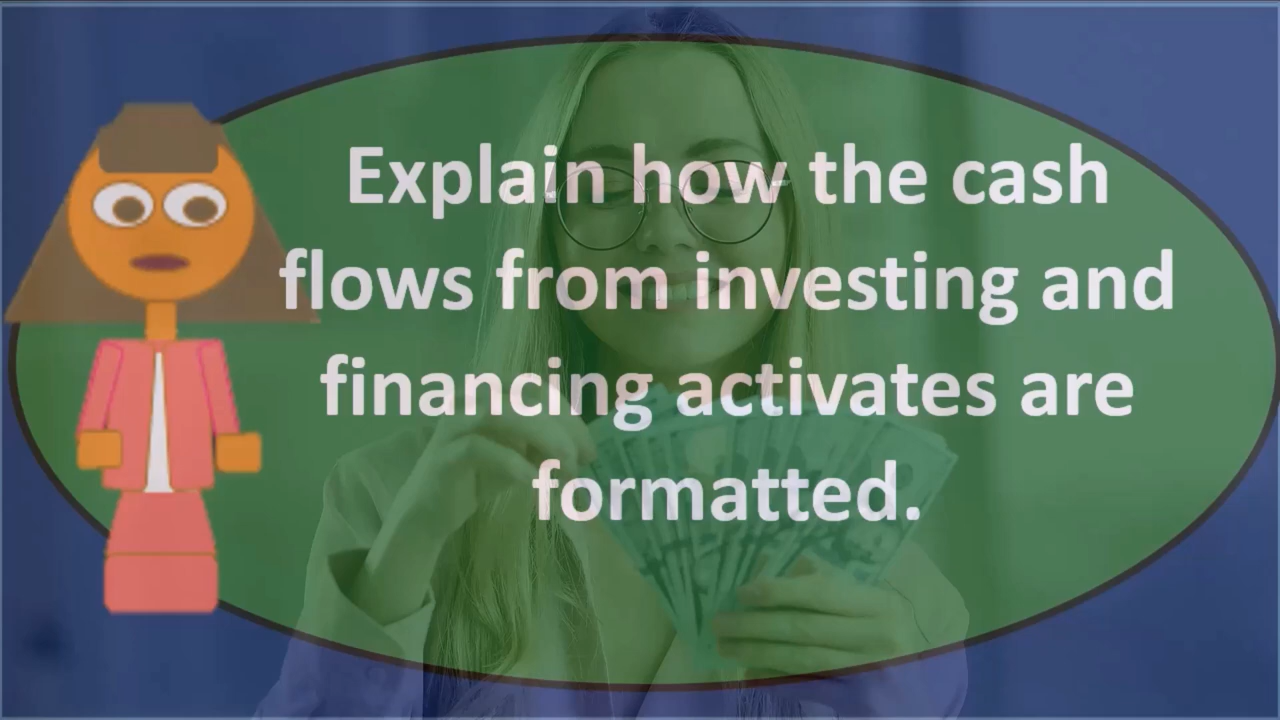 Explain how the cash
flows from investing and
financing activates are
formatted.